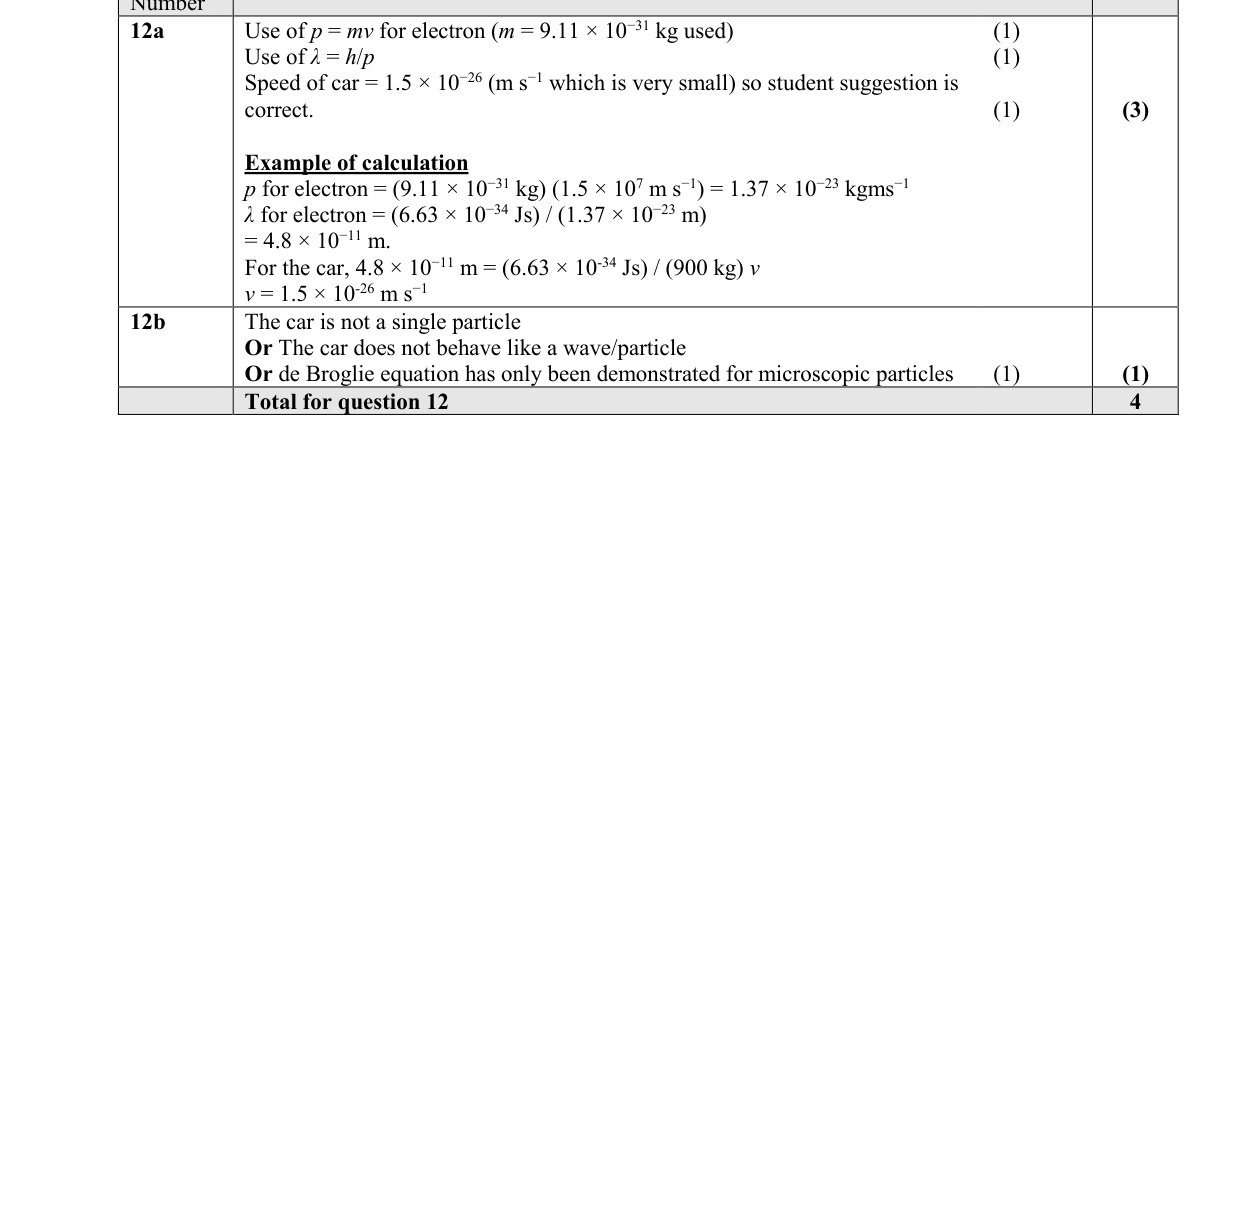 Number
12a Use of p = mv for electron (m = 9.11 × 10⁻³¹ kg used) (1)
Use of λ = h/p (1)
Speed of car = 1.5 × 10⁻²⁶ (m s⁻¹ which is very small) so student suggestion is
correct. (1) (3)
Example of calculation
p for electron = (9.11 × 10⁻³¹ kg) (1.5 × 10⁷ m s⁻¹) = 1.37 × 10⁻²³ kgms⁻¹
λ for electron = (6.63 × 10⁻³⁴ Js) / (1.37 × 10⁻²³ m)
= 4.8 × 10⁻¹¹ m.
For the car, 4.8 × 10⁻¹¹ m = (6.63 × 10⁻³⁴ Js) / (900 kg) v
v = 1.5 × 10⁻²⁶ m s⁻¹
12b The car is not a single particle
Or The car does not behave like a wave/particle
Or de Broglie equation has only been demonstrated for microscopic particles (1) (1)
Total for question 12 4